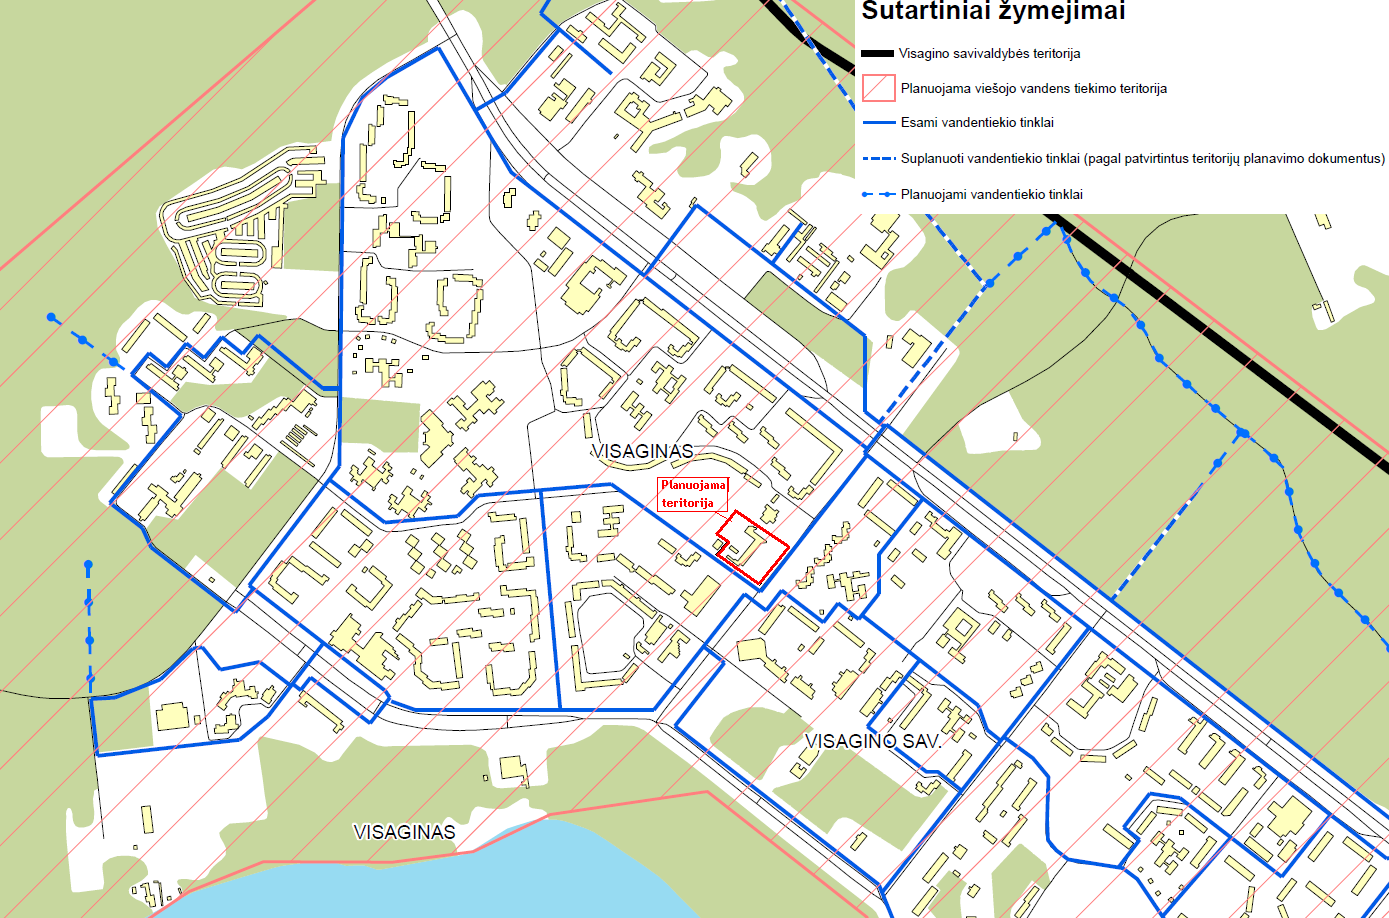 Sutartiniai žymejimai
Visagino savivaldybės teritorija
Planuojama viešojo vandens tiekimo teritorija
Esami vandentiekio tinklai
Suplanuoti vandentiekio tinklai (pagal patvirtintus teritorijų planavimo dokumentus)
Planuojami vandentiekio tinklai
VISAGINAS
Planuojama
teritorija
VISAGINO SAV.
VISAGINAS